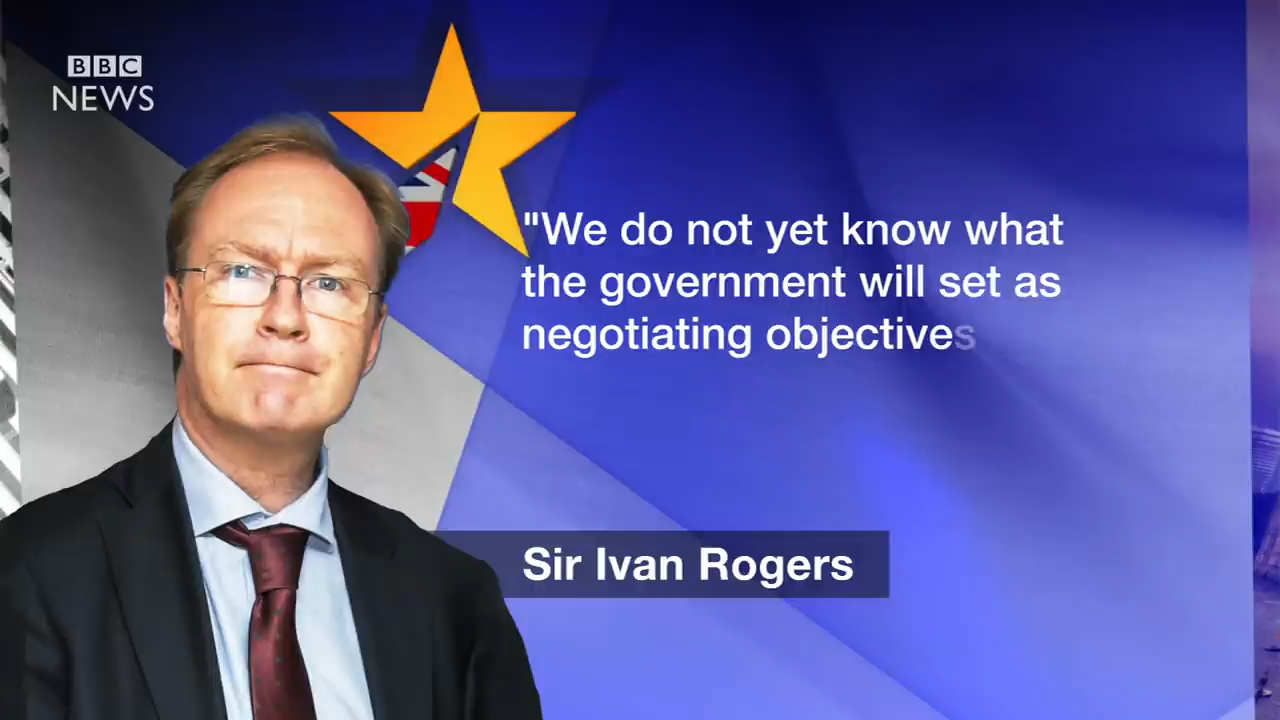 BBC
NEWS
"We do not yet know what
the government will set as
negotiating objectives
Sir Ivan Rogers